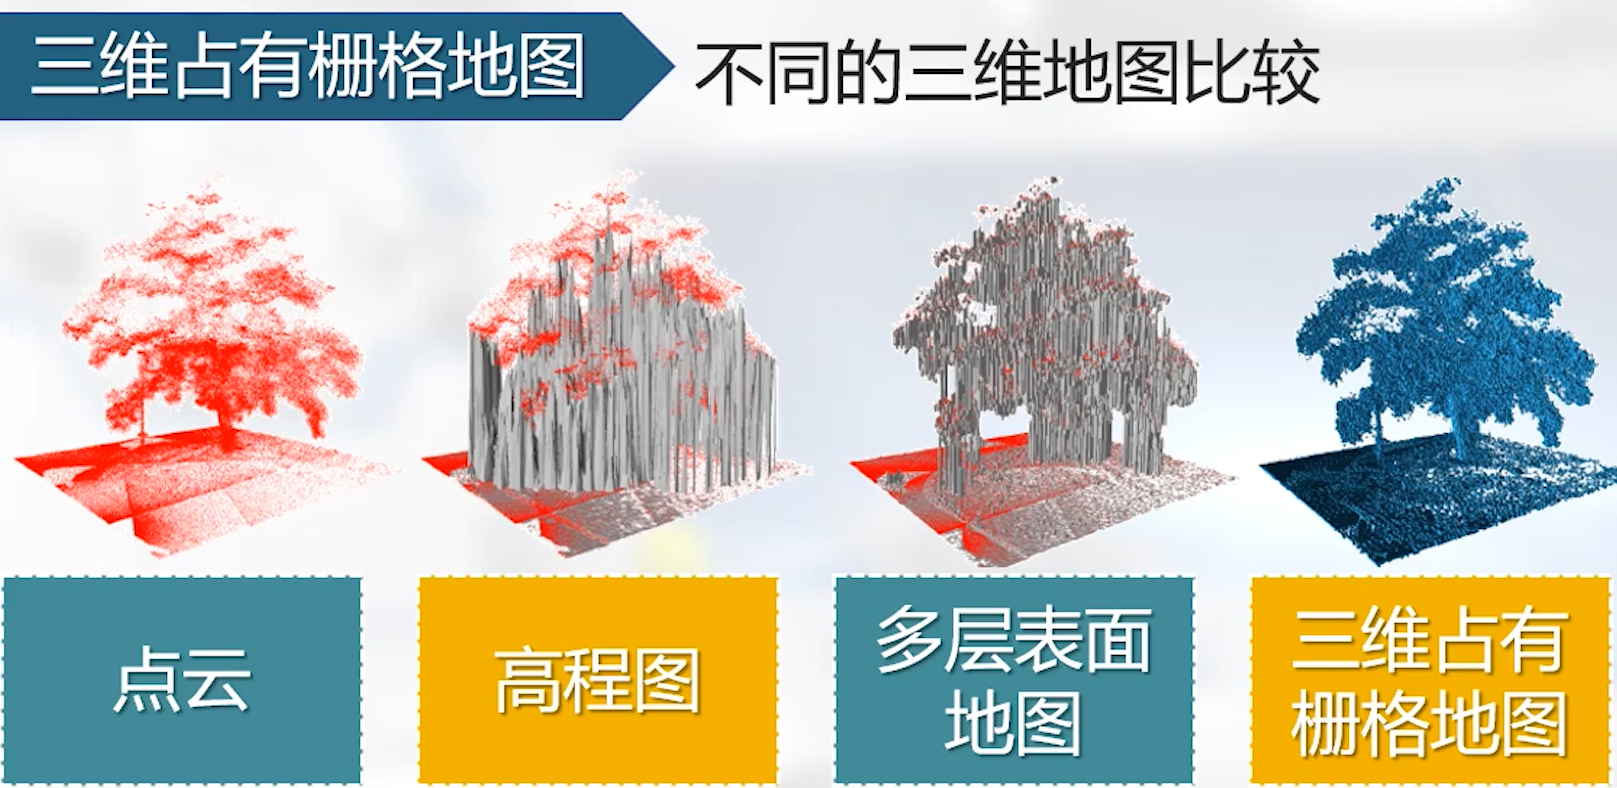 三维占有栅格地图
不同的三维地图比较
点云
高程图
多层表面
地图
三维占有
栅格地图